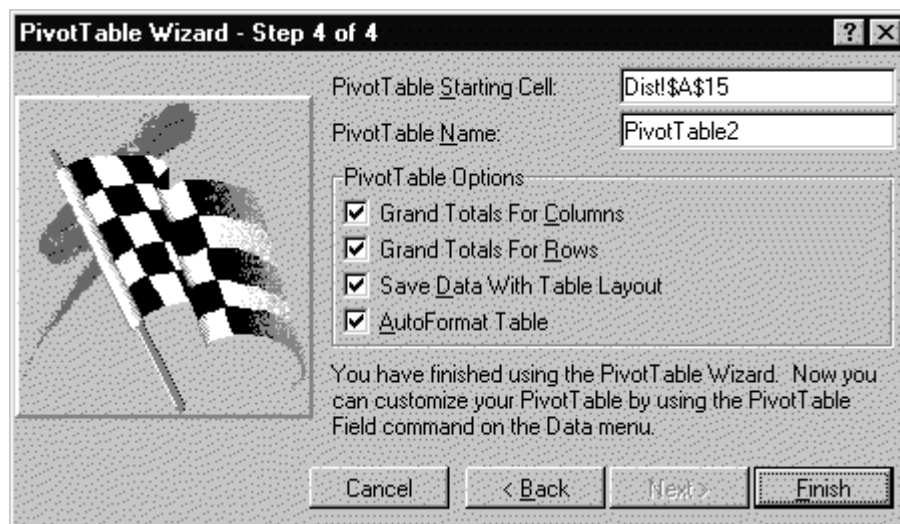 PivotTable Wizard - Step 4 of 4
PivotTable Starting Cell: Dist!$A$15
PivotTable Name: PivotTable2
PivotTable Options
Grand Totals For Columns
Grand Totals For Rows
Save Data With Table Layout
AutoFormat Table
You have finished using the PivotTable Wizard. Now you
can customize your PivotTable by using the PivotTable
Field command on the Data menu.
Cancel < Back Next > Finish